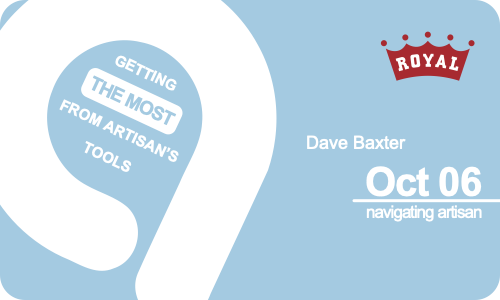 GETTING
THE MOST
FROM ARTISAN'S
TOOLS
ROYAL
Dave Baxter
Oct 06
navigating artisan